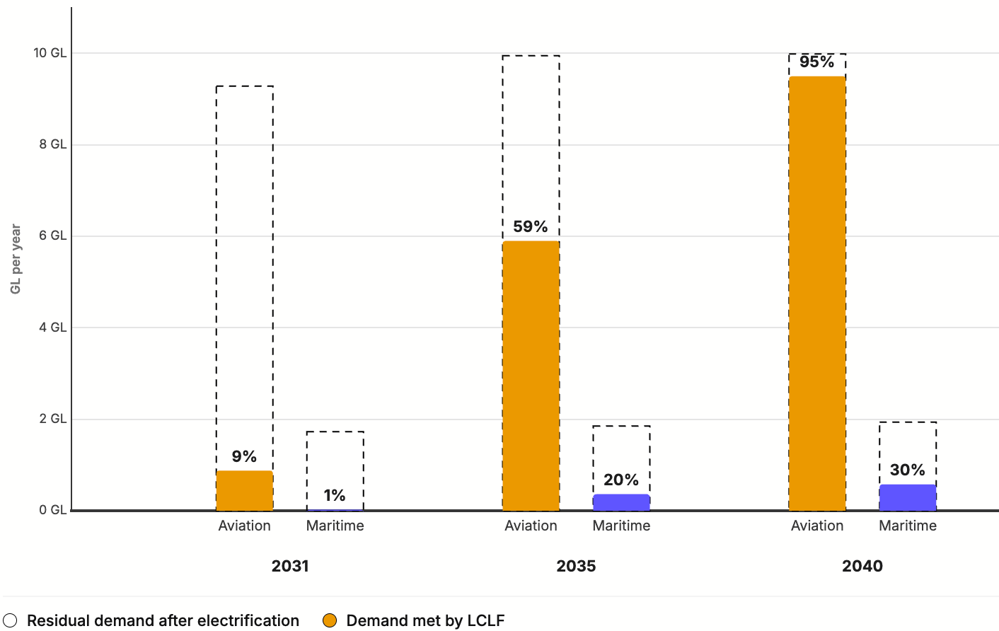 GL per year
10 GL
8 GL
6 GL
4 GL
2 GL
0 GL
9%
1%
59%
20%
95%
30%
Aviation Maritime Aviation Maritime Aviation Maritime
2031 2035 2040
Residual demand after electrification Demand met by LCLF